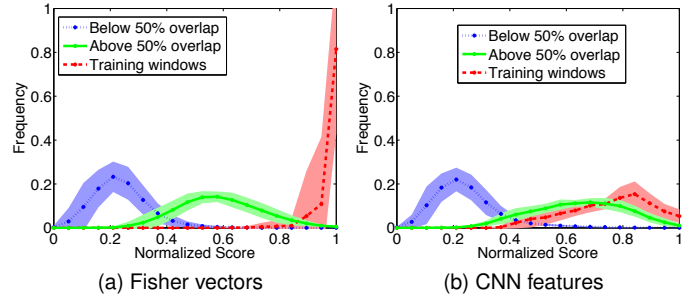 Below 50% overlap
Above 50% overlap
Training windows
Frequency
1
0.8
0.6
0.4
0.2
0
0 0.2 0.4 0.6 0.8 1
Normalized Score
(a) Fisher vectors
Below 50% overlap
Above 50% overlap
Training windows
Frequency
1
0.8
0.6
0.4
0.2
0
0 0.2 0.4 0.6 0.8 1
Normalized Score
(b) CNN features